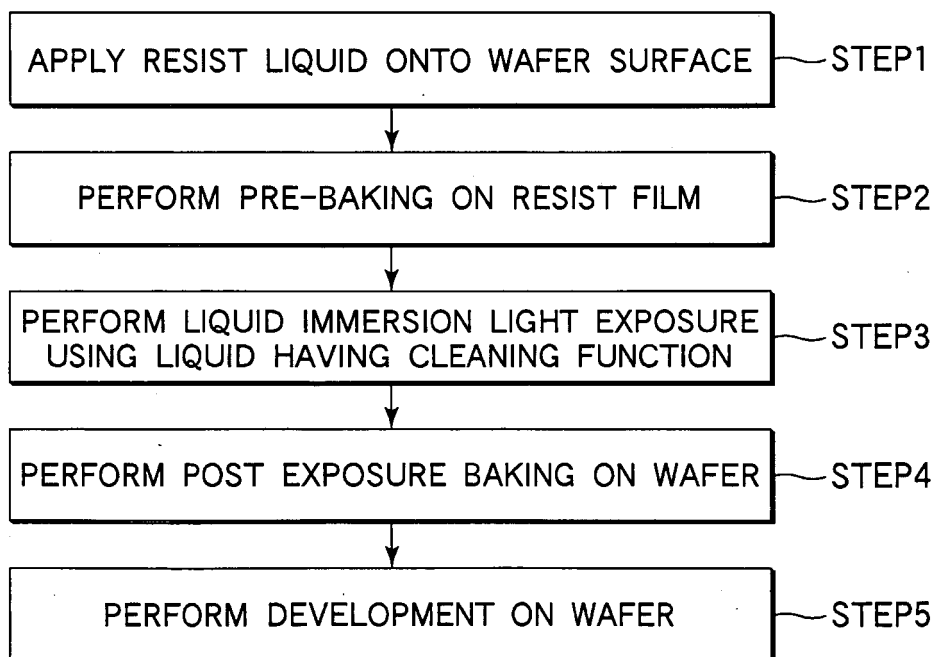 APPLY RESIST LIQUID ONTO WAFER SURFACE STEP1
PERFORM PRE-BAKING ON RESIST FILM STEP2
PERFORM LIQUID IMMERSION LIGHT EXPOSURE
USING LIQUID HAVING CLEANING FUNCTION STEP3
PERFORM POST EXPOSURE BAKING ON WAFER STEP4
PERFORM DEVELOPMENT ON WAFER STEP5